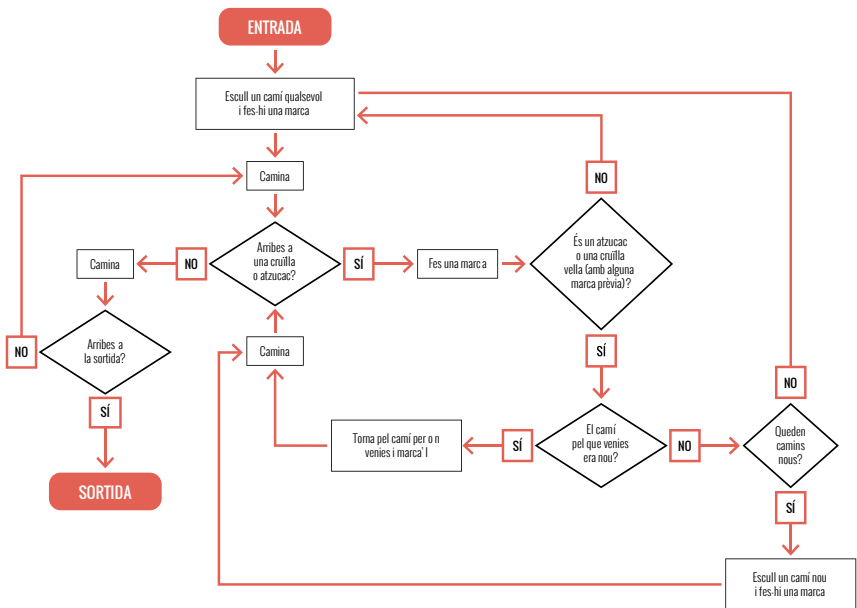 ENTRADA
Escull un camí qualsevol
i fes-hi una marca
Camina
NO
Arribes a
una cruïlla
o atzucac?
SÍ
Fes una marc a
És un atzucac
o una cruïlla
vella (amb alguna
marca prèvia)?
NO
Camina
Arribes a
la sortida?
NO
SÍ
SORTIDA
Camina
SÍ
El camí
pel que venies
era nou?
SÍ
Torna pel camí per o n
venies i marca' l
NO
Queden
camins
nous?
NO
SÍ
Escull un camí nou
i fes-hi una marca